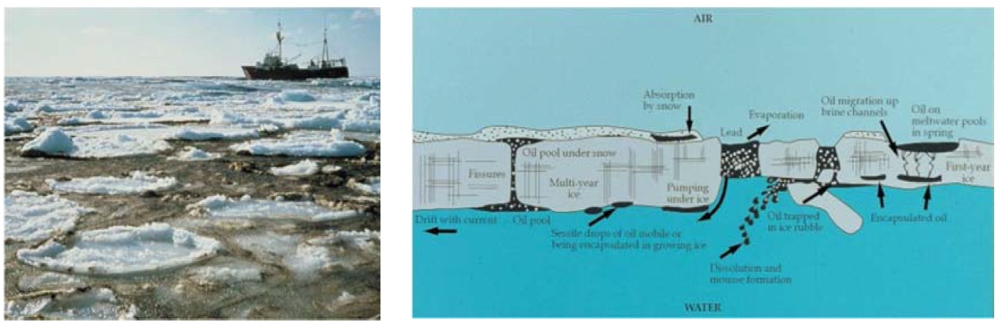 AIR
Absorption
by snow
Evaporation
Lead
Oil migration up
brine channels
Oil on
meltwater pools
in spring
Oil pool under snow
Fissures
Multi-year
ice
Pumping
under ice
First-year
ice
Drift with current
Oil pool
Sessile drops of oil mobile or
being encapsulated in growing ice
Oil trapped
in ice rubble
Encapsulated oil
Dissolution and
mousse formation
WATER